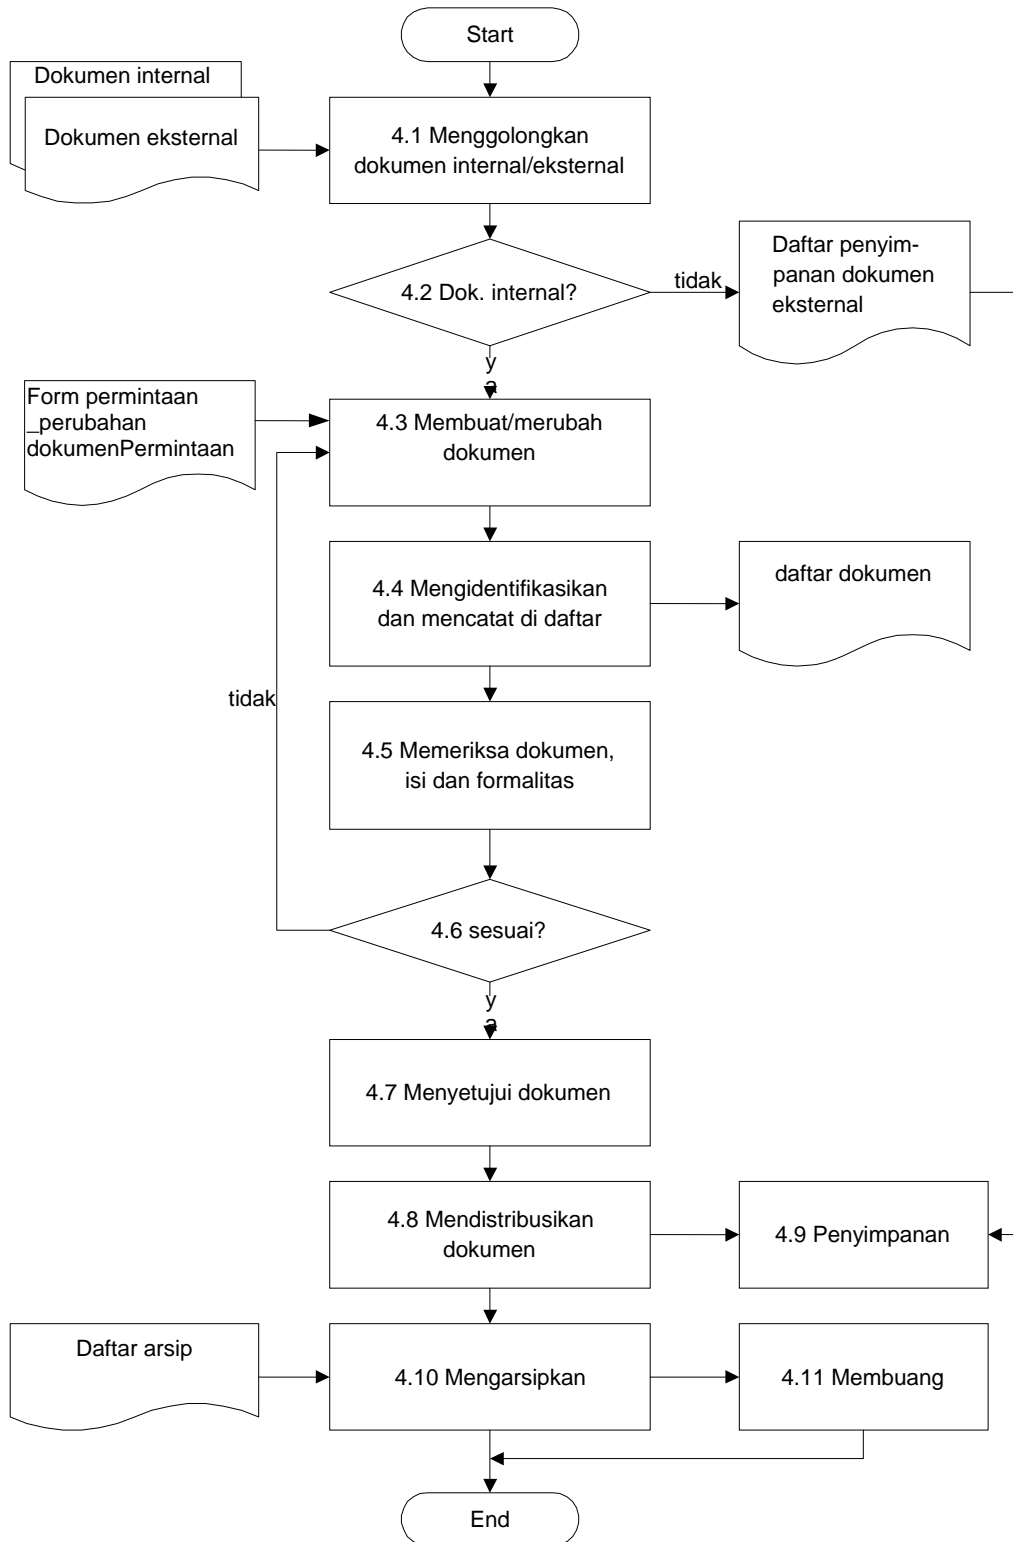 Start
Dokumen internal
Dokumen eksternal
4.1 Menggolongkan
dokumen internal/eksternal
4.2 Dok. internal?
tidak
Daftar penyim-
panan dokumen
eksternal
y
a
Form permintaan
_perubahan
dokumenPermintaan
4.3 Membuat/merubah
dokumen
4.4 Mengidentifikasikan
dan mencatat di daftar
daftar dokumen
tidak
4.5 Memeriksa dokumen,
isi dan formalitas
4.6 sesuai?
y
a
4.7 Menyetujui dokumen
4.8 Mendistribusikan
dokumen
4.9 Penyimpanan
Daftar arsip
4.10 Mengarsipkan
4.11 Membuang
End